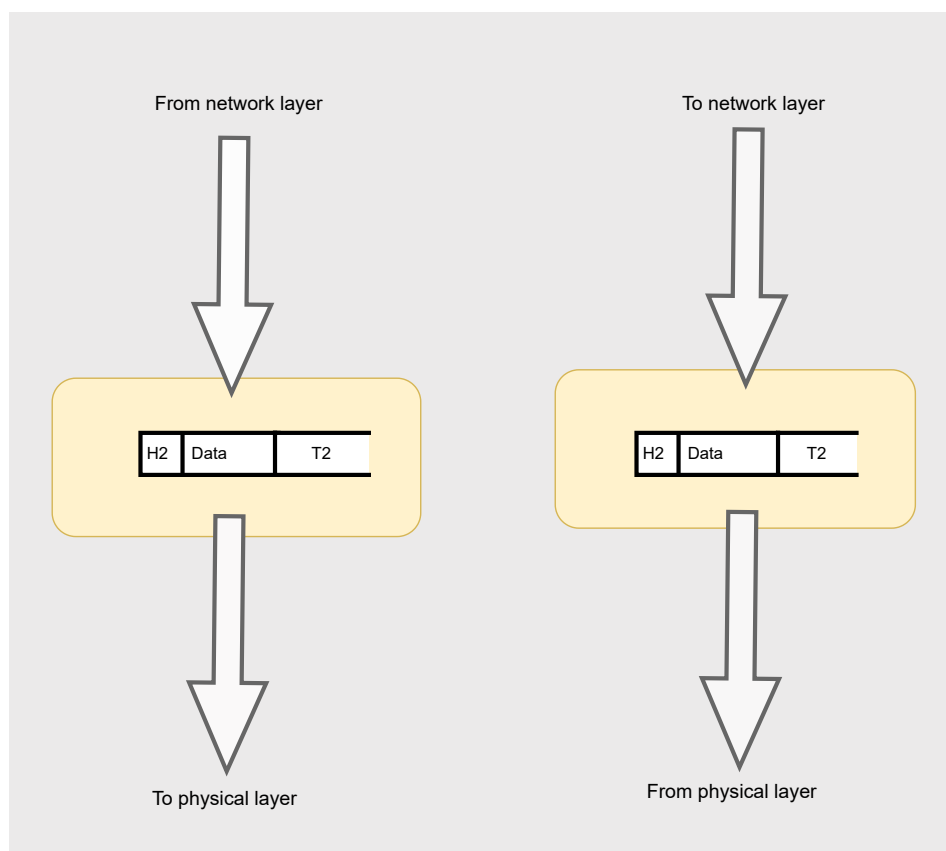 From network layer
To network layer
H2 Data T2
H2 Data T2
To physical layer
From physical layer